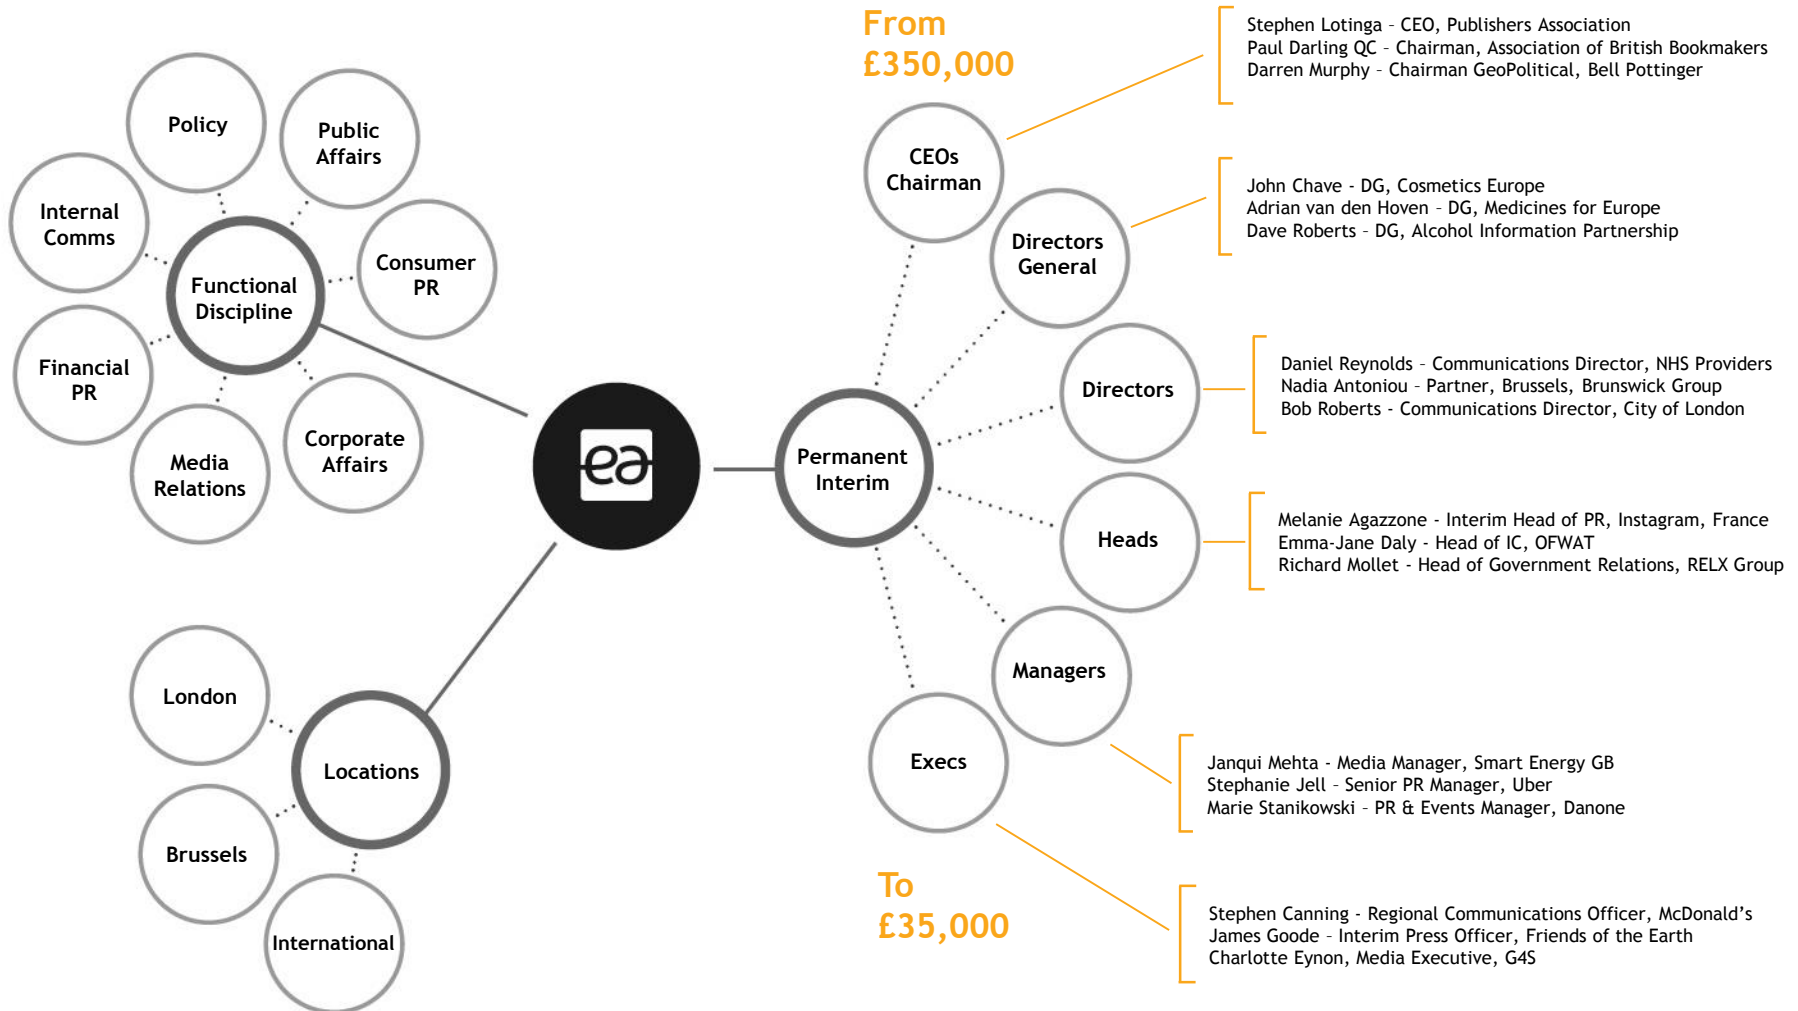 Policy
Public
Affairs
Internal
Comms
Consumer
PR
Functional
Discipline
Financial
PR
Media
Relations
Corporate
Affairs
ea
London
Locations
Brussels
International
From
£350,000
CEOs
Chairman
Directors
General
Directors
Permanent
Interim
Heads
Managers
Execs
To
£35,000
Stephen Lotinga - CEO, Publishers Association
Paul Darling QC – Chairman, Association of British Bookmakers
Darren Murphy – Chairman GeoPolitical, Bell Pottinger
John Chave - DG, Cosmetics Europe
Adrian van den Hoven – DG, Medicines for Europe
Dave Roberts – DG, Alcohol Information Partnership
Daniel Reynolds – Communications Director, NHS Providers
Nadia Antoniou – Partner, Brussels, Brunswick Group
Bob Roberts - Communications Director, City of London
Melanie Agazzone - Interim Head of PR, Instagram, France
Emma-Jane Daly - Head of IC, OFWAT
Richard Mollet - Head of Government Relations, RELX Group
Janqui Mehta - Media Manager, Smart Energy GB
Stephanie Jell – Senior PR Manager, Uber
Marie Stanikowski – PR & Events Manager, Danone
Stephen Canning - Regional Communications Officer, McDonald’s
James Goode – Interim Press Officer, Friends of the Earth
Charlotte Eynon, Media Executive, G4S